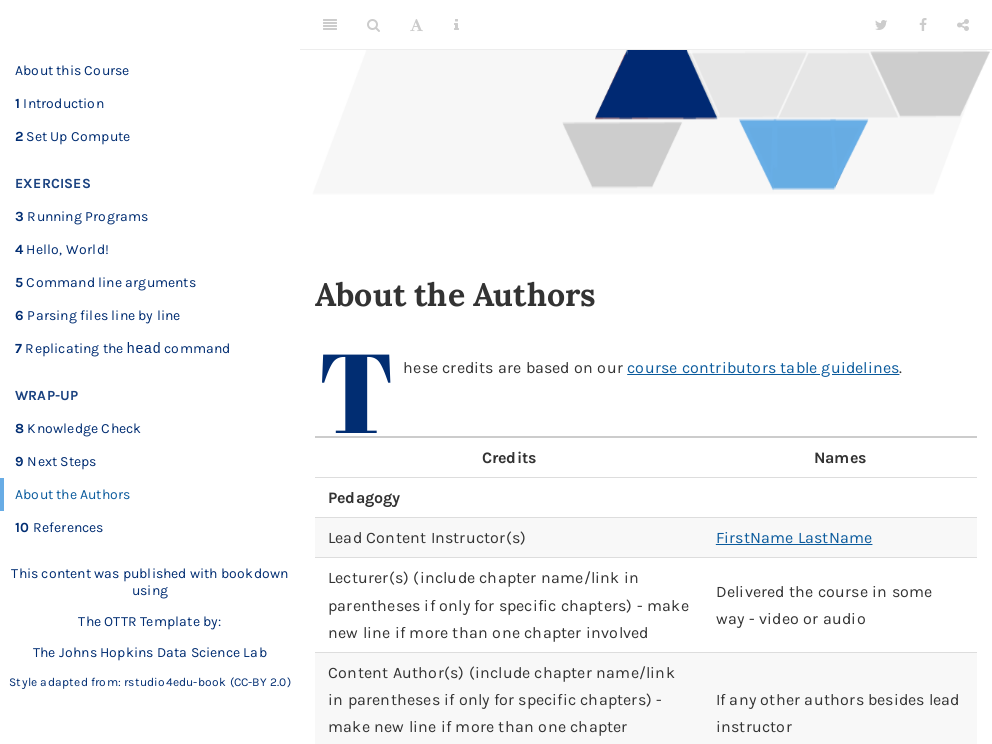 About this Course
1 Introduction
2 Set Up Compute
EXERCISES
3 Running Programs
4 Hello, World!
5 Command line arguments
6 Parsing files line by line
7 Replicating the head command
WRAP-UP
8 Knowledge Check
9 Next Steps
About the Authors
10 References
This content was published with bookdown
using
The OTTR Template by:
The Johns Hopkins Data Science Lab
Style adapted from: rstudio4edu-book (CC-BY 2.0)
About the Authors
These credits are based on our course contributors table guidelines.
Credits Names
Pedagogy
Lead Content Instructor(s) FirstName LastName
Lecturer(s) (include chapter name/link in
parentheses if only for specific chapters) - make
new line if more than one chapter involved
Delivered the course in some
way - video or audio
Content Author(s) (include chapter name/link
in parentheses if only for specific chapters) -
make new line if more than one chapter
If any other authors besides lead
instructor